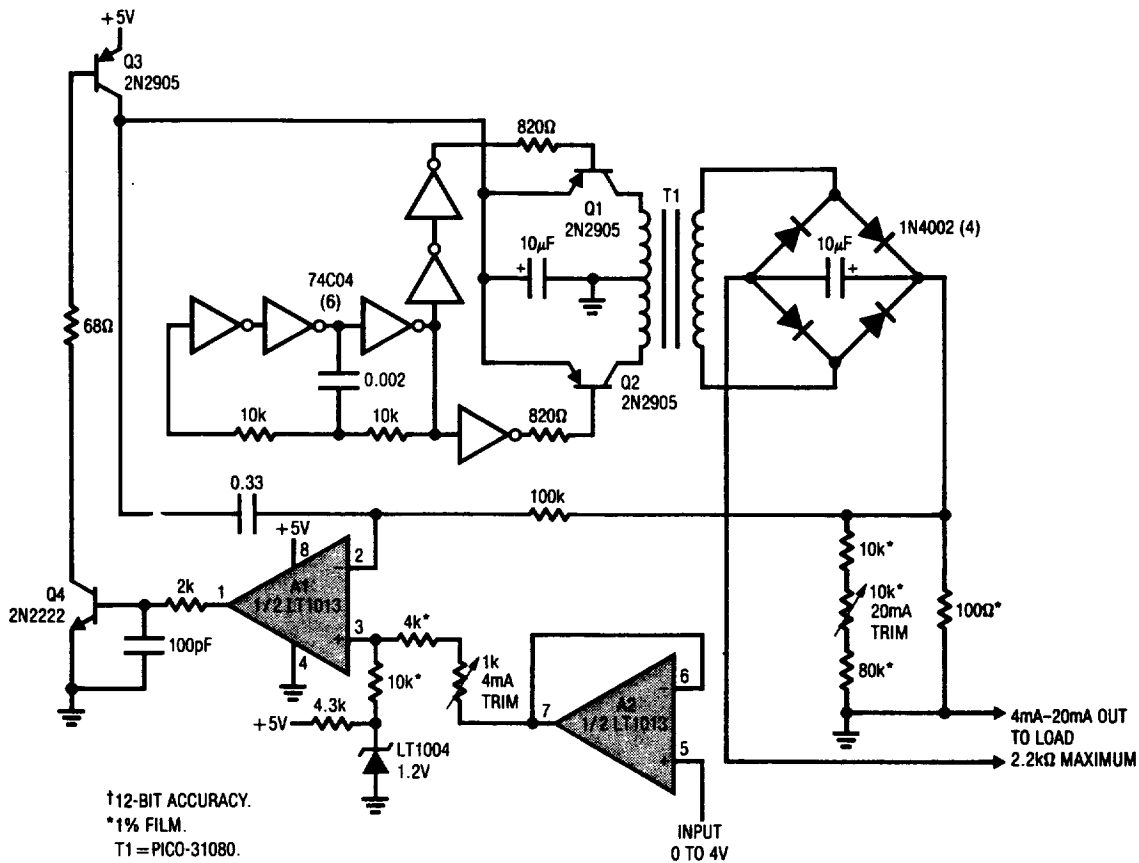 +5V
Q3
2N2905
820Ω
Q1
2N2905
T1
1N4002 (4)
10µF
+
10µF
+
74C04
(6)
68Ω
0.002
10k
10k
820Ω
Q2
2N2905
0.33
100k
+5V
8
2
−
A1
1/2 LT1013
1
3
+
4
2k
Q4
2N2222
100pF
4k*
10k*
1k
4mA
TRIM
4.3k
+5V
LT1004
1.2V
6
−
A2
1/2 LT1013
7
5
+
INPUT
0 TO 4V
10k*
10k*
20mA
TRIM
80k*
100Ω*
4mA–20mA OUT
TO LOAD
2.2kΩ MAXIMUM
†12-BIT ACCURACY.
*1% FILM.
T1=PICO-31080.